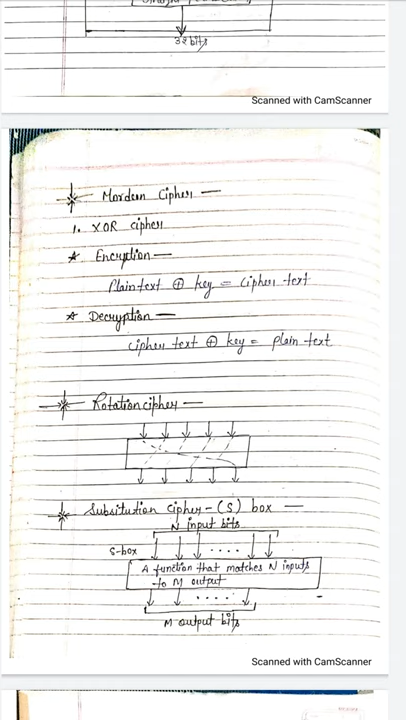 32 bits
Scanned with CamScanner
Mordern Cipher —
1. XOR cipher
* Encryption —
Plaintext ⊕ key = Cipher text
* Decryption —
Cipher text ⊕ key = plain text
Rotation cipher —
Subsitution Cipher - (S) box —
N input bits
S-box
A function that matches N inputs
to M output
M output bits
Scanned with CamScanner